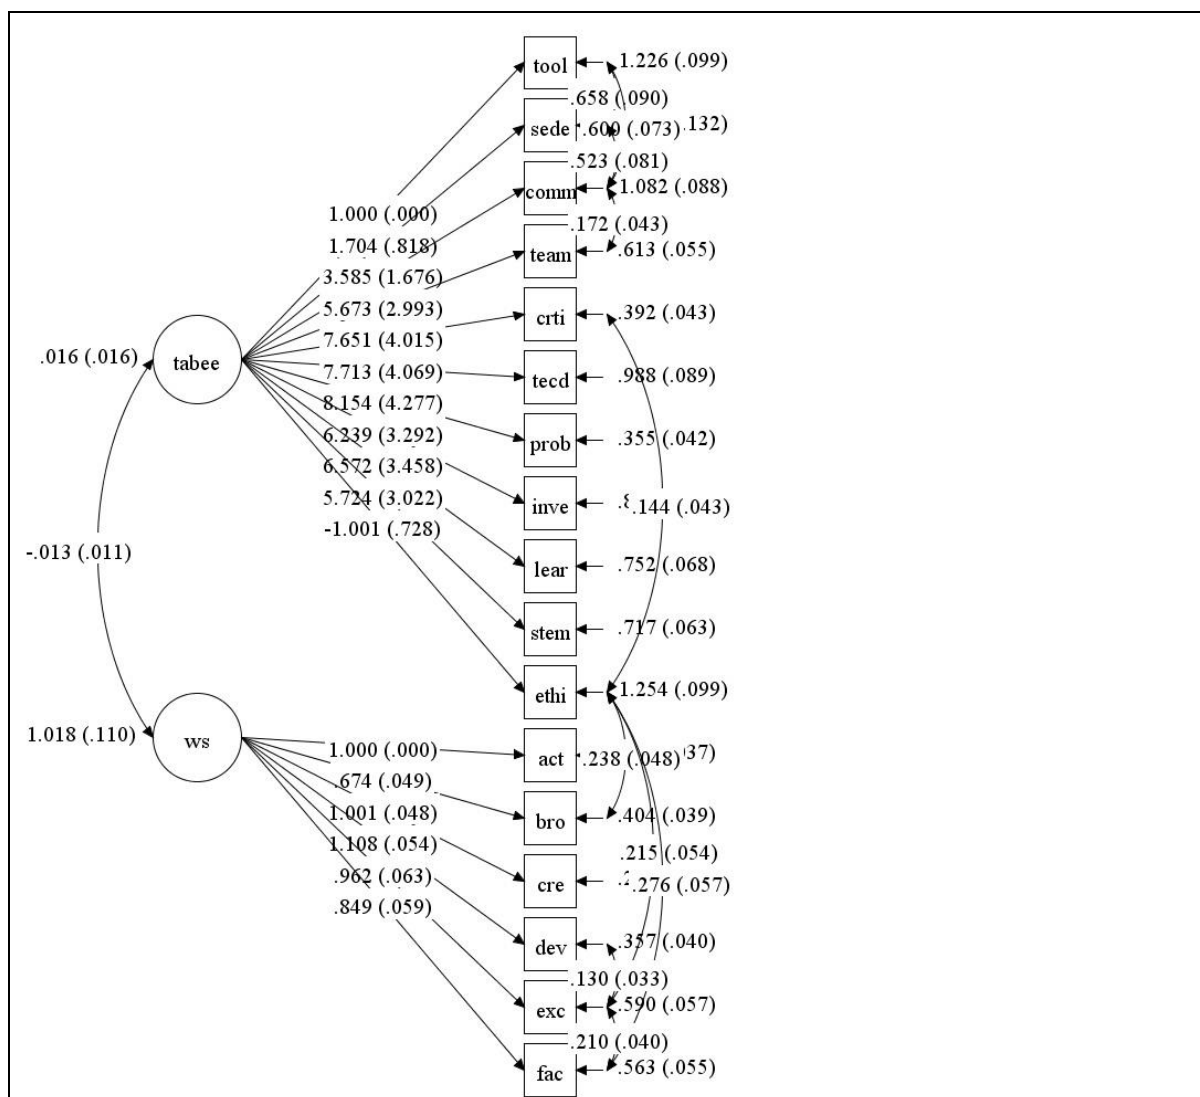 tool
1.226 (.099)
.658 (.090)
sede
.600 (.073)
.132)
.523 (.081)
comm
1.082 (.088)
1.000 (.000)
.172 (.043)
1.704 (.818)
team
.613 (.055)
3.585 (1.676)
5.673 (2.993)
crti
.392 (.043)
7.651 (4.015)
.016 (.016)
tabee
7.713 (4.069)
tecd
.988 (.089)
8.154 (4.277)
6.239 (3.292)
prob
.355 (.042)
6.572 (3.458)
5.724 (3.022)
inve
.144 (.043)
-1.001 (.728)
-.013 (.011)
lear
.752 (.068)
stem
.717 (.063)
ethi
1.254 (.099)
1.018 (.110)
ws
1.000 (.000)
act
.238 (.048)
37)
.674 (.049)
1.001 (.048)
bro
.404 (.039)
1.108 (.054)
.215 (.054)
.962 (.063)
cre
.276 (.057)
.849 (.059)
dev
.357 (.040)
.130 (.033)
exc
.590 (.057)
.210 (.040)
fac
.563 (.055)